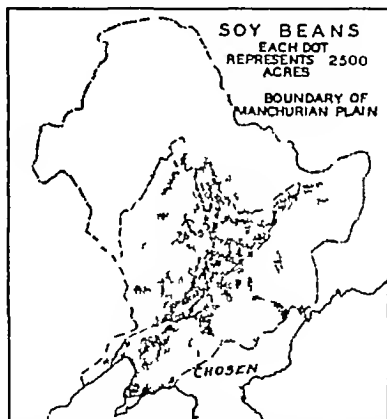 SOY BEANS
EACH DOT
REPRESENTS 2500
ACRES
BOUNDARY OF
MANCHURIAN PLAIN
CHOSEN